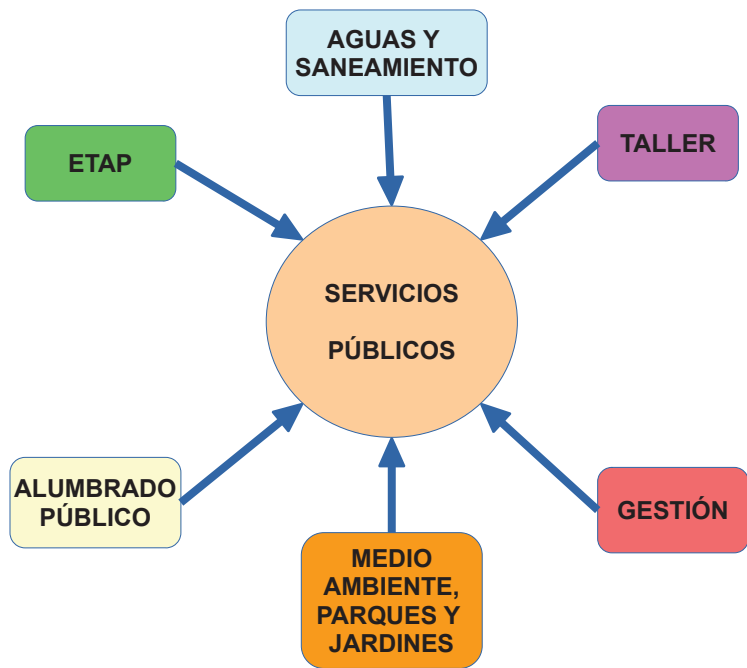 AGUAS Y
SANEAMIENTO
ETAP
TALLER
SERVICIOS
PÚBLICOS
ALUMBRADO
PÚBLICO
GESTIÓN
MEDIO
AMBIENTE,
PARQUES Y
JARDINES